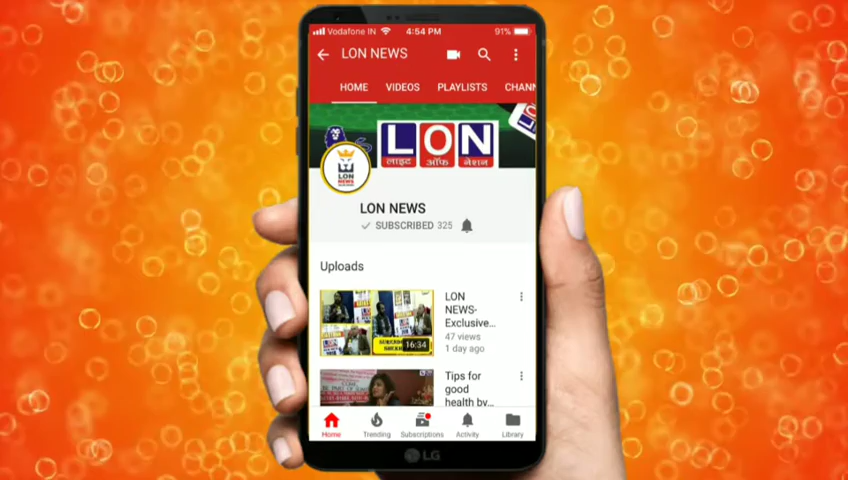 Vodafone IN 4:54 PM 91%
LON NEWS
HOME VIDEOS PLAYLISTS CHANN
LON
लाइट ऑफ नेशन
LON
NEWS
LON NEWS
SUBSCRIBED 325
Uploads
LON
NEWS-
Exclusive...
47 views
1 day ago
16:34
Tips for
good
health by...
Home Trending Subscriptions Activity Library
LG